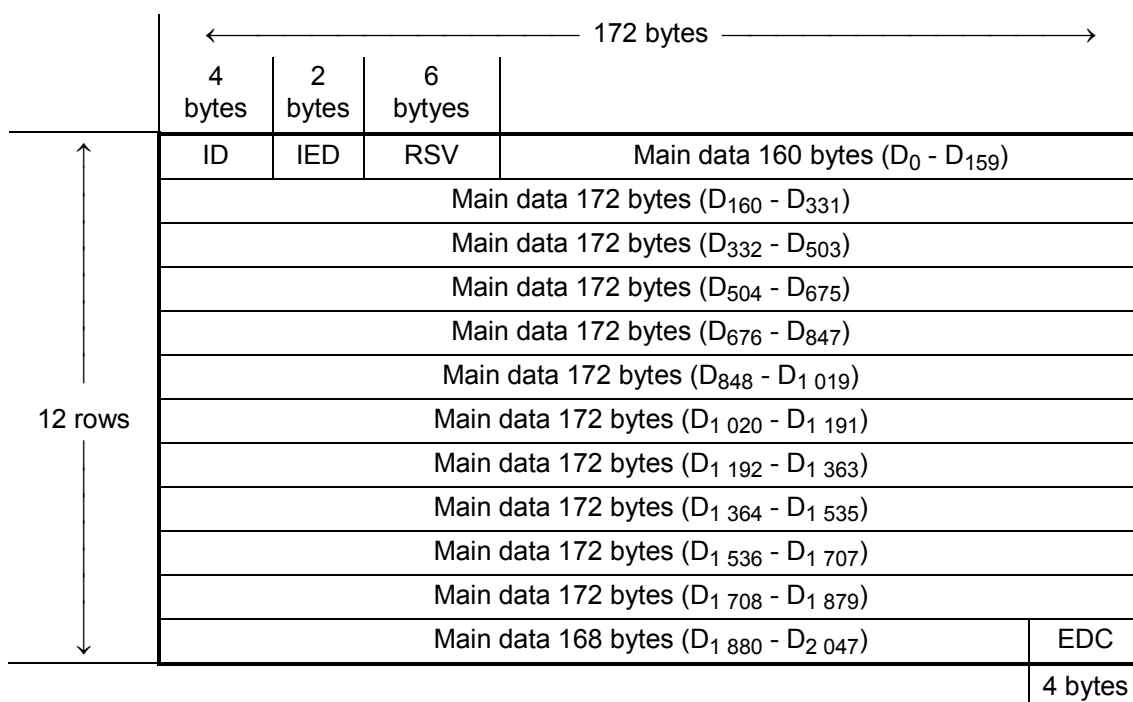 172 bytes
4 2 6
bytes bytes bytyes
ID IED RSV Main data 160 bytes (D0 - D159)
Main data 172 bytes (D160 - D331)
Main data 172 bytes (D332 - D503)
Main data 172 bytes (D504 - D675)
Main data 172 bytes (D676 - D847)
Main data 172 bytes (D848 - D1 019)
12 rows Main data 172 bytes (D1 020 - D1 191)
Main data 172 bytes (D1 192 - D1 363)
Main data 172 bytes (D1 364 - D1 535)
Main data 172 bytes (D1 536 - D1 707)
Main data 172 bytes (D1 708 - D1 879)
Main data 168 bytes (D1 880 - D2 047) EDC
4 bytes